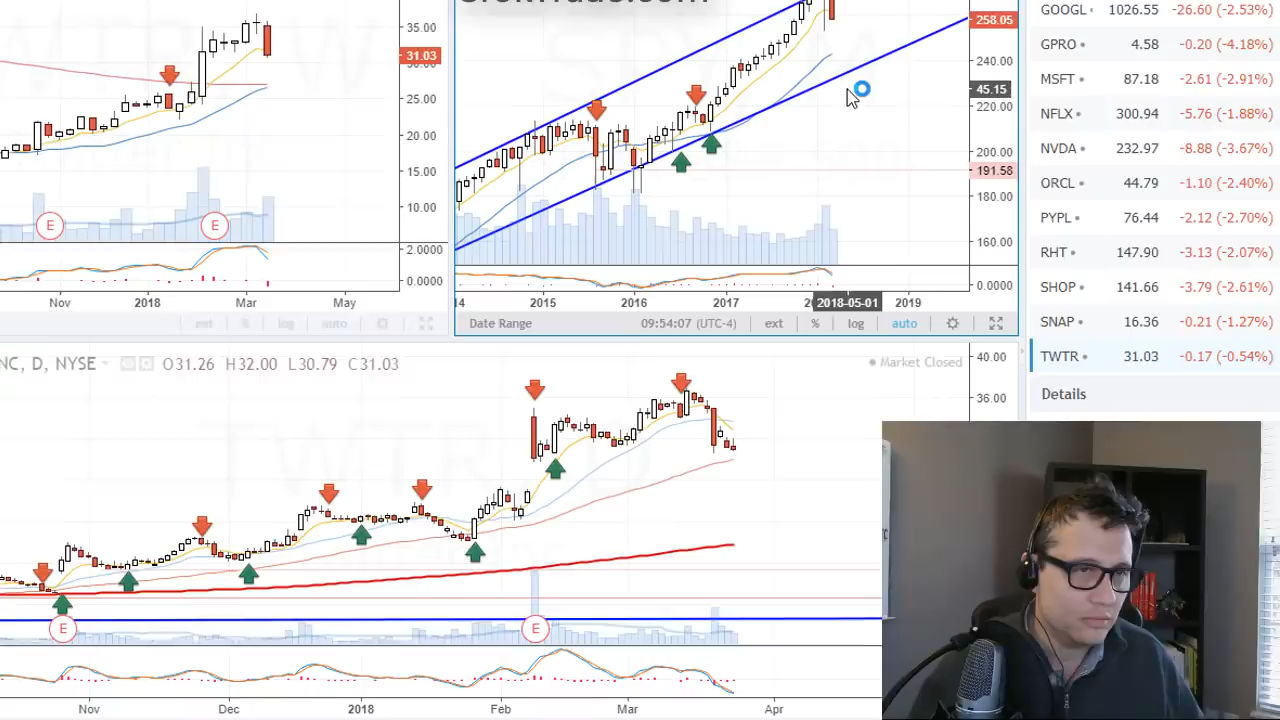 GOOGL 1026.55 -26.60 (-2.53%)
GPRO 4.58 -0.20 (-4.18%)
MSFT 87.18 -2.61 (-2.91%)
NFLX 300.94 -5.76 (-1.88%)
NVDA 232.97 -8.88 (-3.67%)
ORCL 44.79 -1.10 (-2.40%)
PYPL 76.44 -2.12 (-2.70%)
RHT 147.90 -3.13 (-2.07%)
SHOP 141.66 -3.79 (-2.61%)
SNAP 16.36 -0.21 (-1.27%)
TWTR 31.03 -0.17 (-0.54%)
Details
35.00
31.03
30.00
25.00
20.00
15.00
10.00
2.0000
0.0000
E
E
Nov 2018 Mar May
ext % log auto
258.05
240.00
45.15
220.00
200.00
191.58
180.00
160.00
0.0000
14 2015 2016 2017 2018-05-01 2019
Date Range 09:54:07 (UTC-4) ext % log auto
NC, D, NYSE O31.26 H32.00 L30.79 C31.03
Market Closed
40.00
36.00
E
E
Nov Dec 2018 Feb Mar Apr